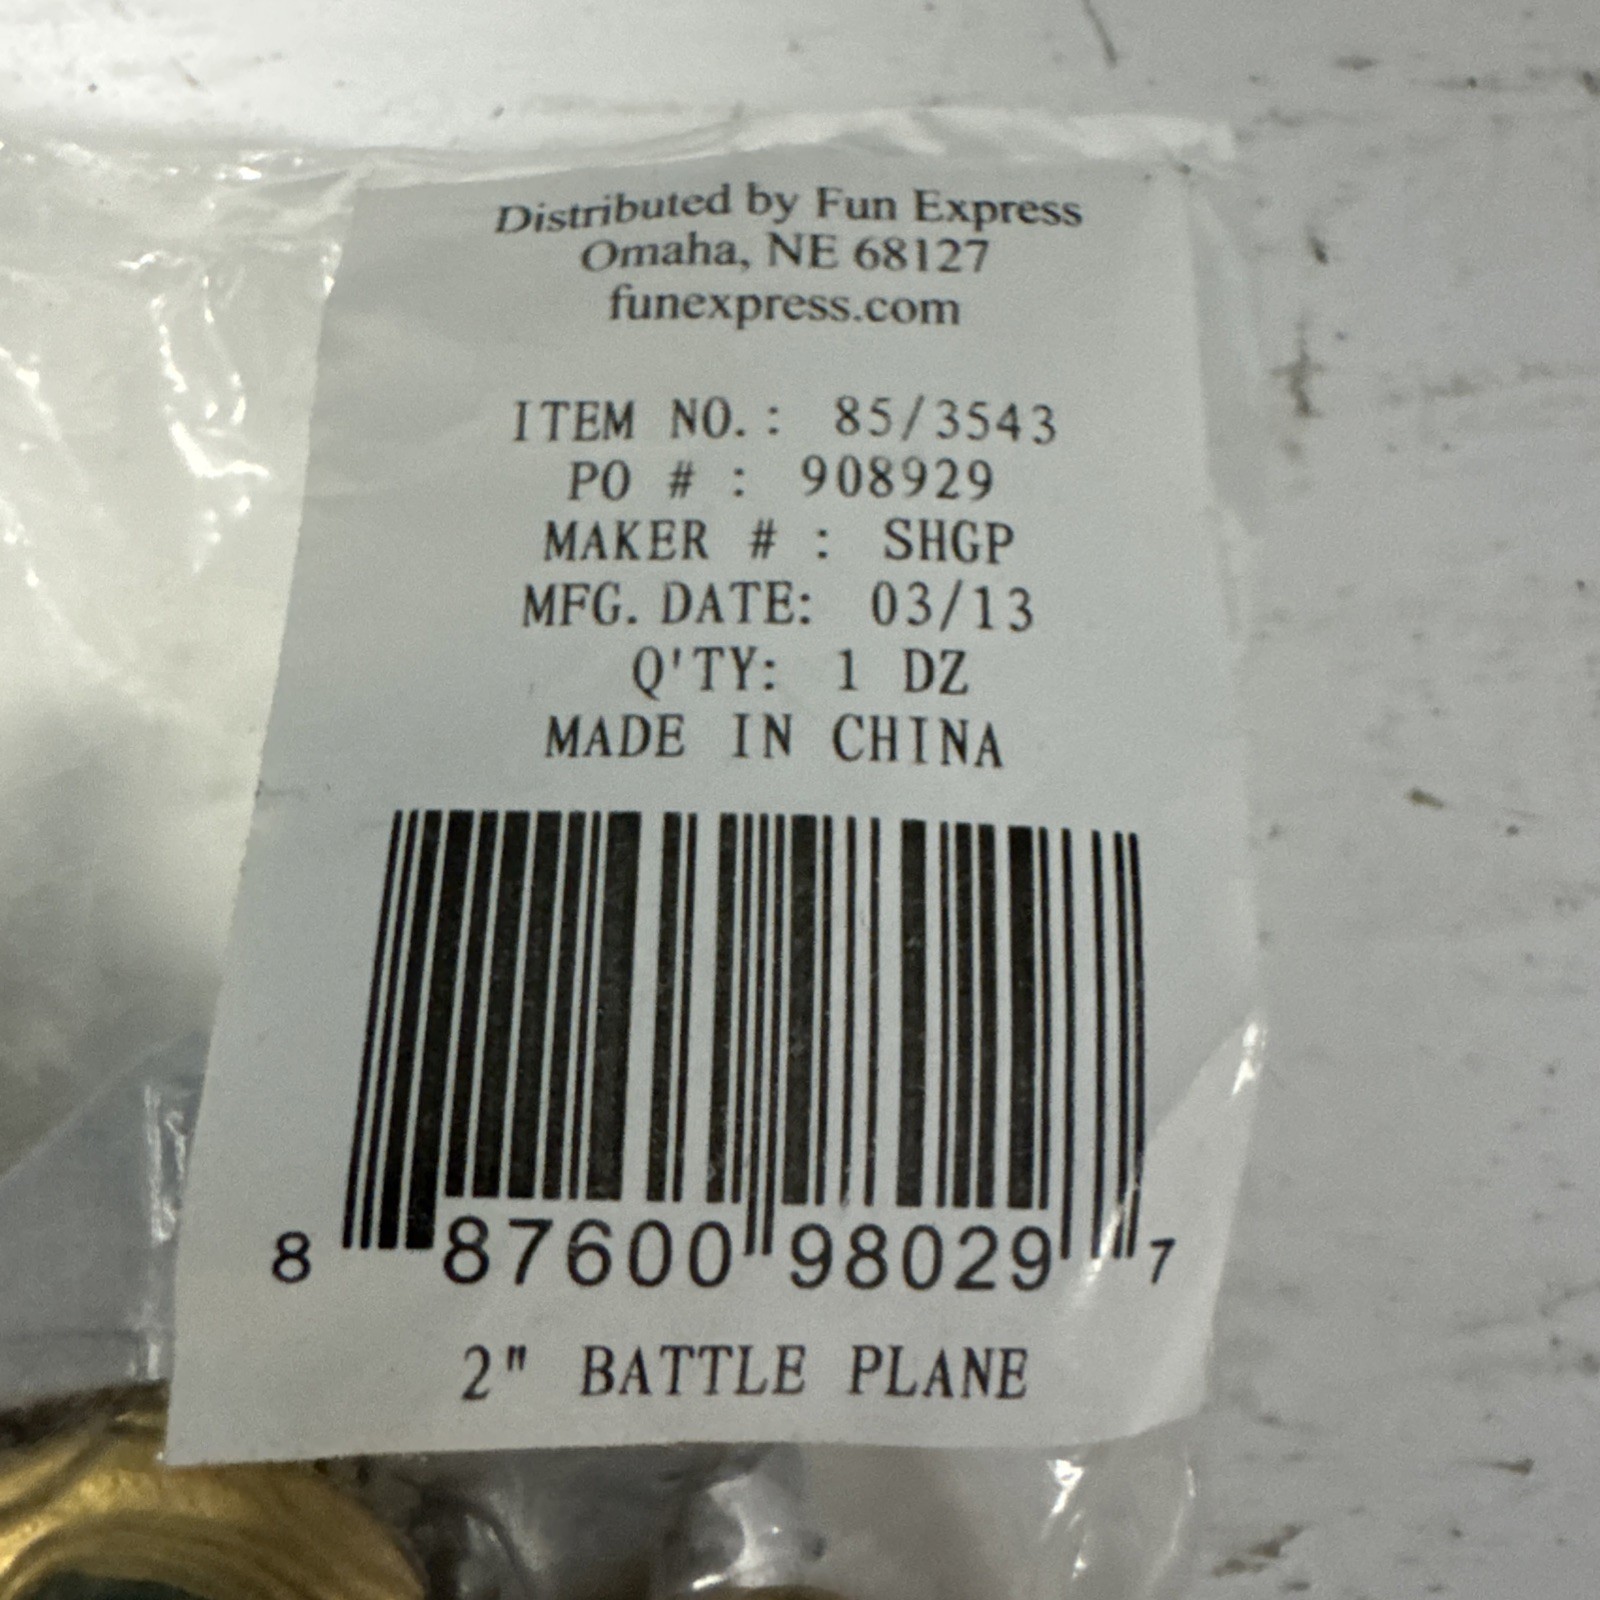 Distributed by Fun Express
Omaha, NE 68127
funexpress.com
ITEM NO.: 85/3543
PO # : 908929
MAKER # : SHGP
MFG. DATE: 03/13
Q'TY: 1 DZ
MADE IN CHINA
8 87600 98029 7
2" BATTLE PLANE